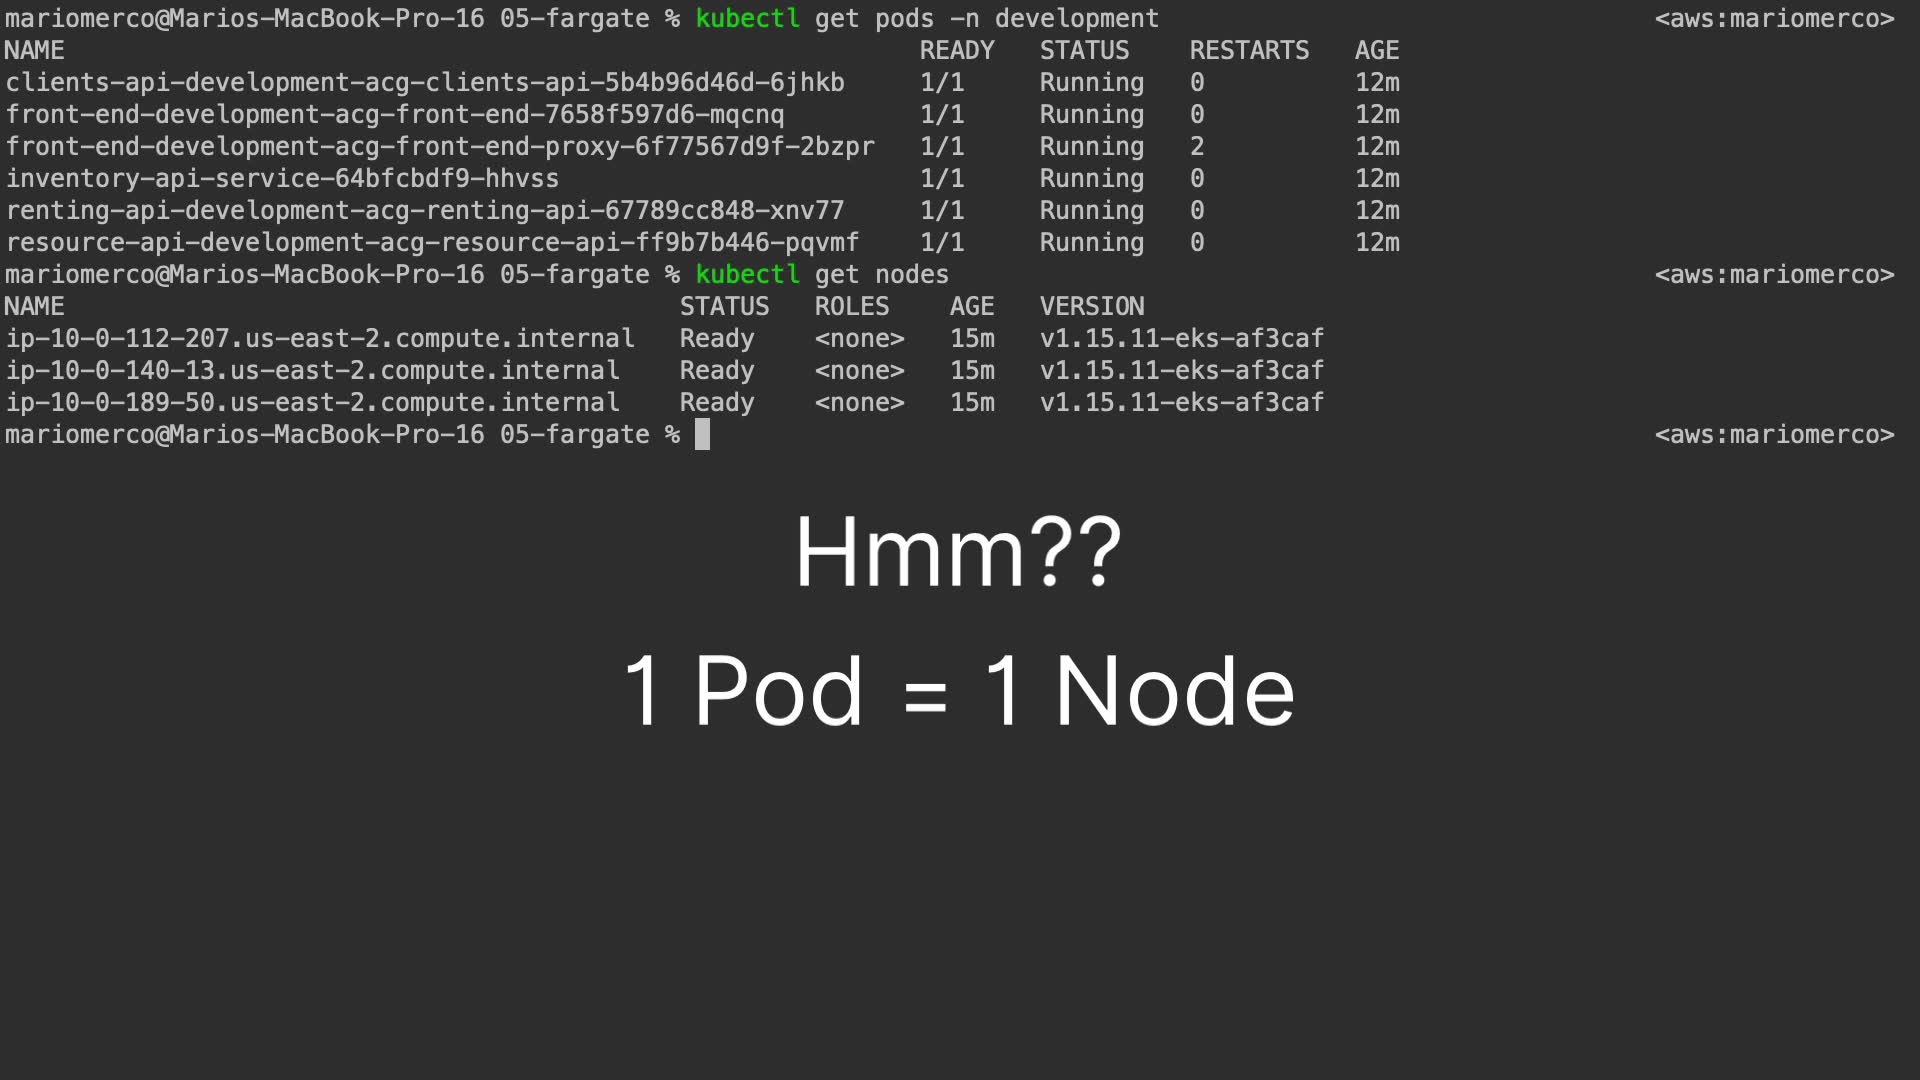 mariomerco@Marios-MacBook-Pro-16 05-fargate % kubectl get pods -n development <aws:mariomerco>
NAME READY STATUS RESTARTS AGE
clients-api-development-acg-clients-api-5b4b96d46d-6jhkb 1/1 Running 0 12m
front-end-development-acg-front-end-7658f597d6-mqcnq 1/1 Running 0 12m
front-end-development-acg-front-end-proxy-6f77567d9f-2bzpr 1/1 Running 2 12m
inventory-api-service-64bfcbdf9-hhvss 1/1 Running 0 12m
renting-api-development-acg-renting-api-67789cc848-xnv77 1/1 Running 0 12m
resource-api-development-acg-resource-api-ff9b7b446-pqvmf 1/1 Running 0 12m
mariomerco@Marios-MacBook-Pro-16 05-fargate % kubectl get nodes <aws:mariomerco>
NAME STATUS ROLES AGE VERSION
ip-10-0-112-207.us-east-2.compute.internal Ready <none> 15m v1.15.11-eks-af3caf
ip-10-0-140-13.us-east-2.compute.internal Ready <none> 15m v1.15.11-eks-af3caf
ip-10-0-189-50.us-east-2.compute.internal Ready <none> 15m v1.15.11-eks-af3caf
mariomerco@Marios-MacBook-Pro-16 05-fargate % <aws:mariomerco>
Hmm??
1 Pod = 1 Node